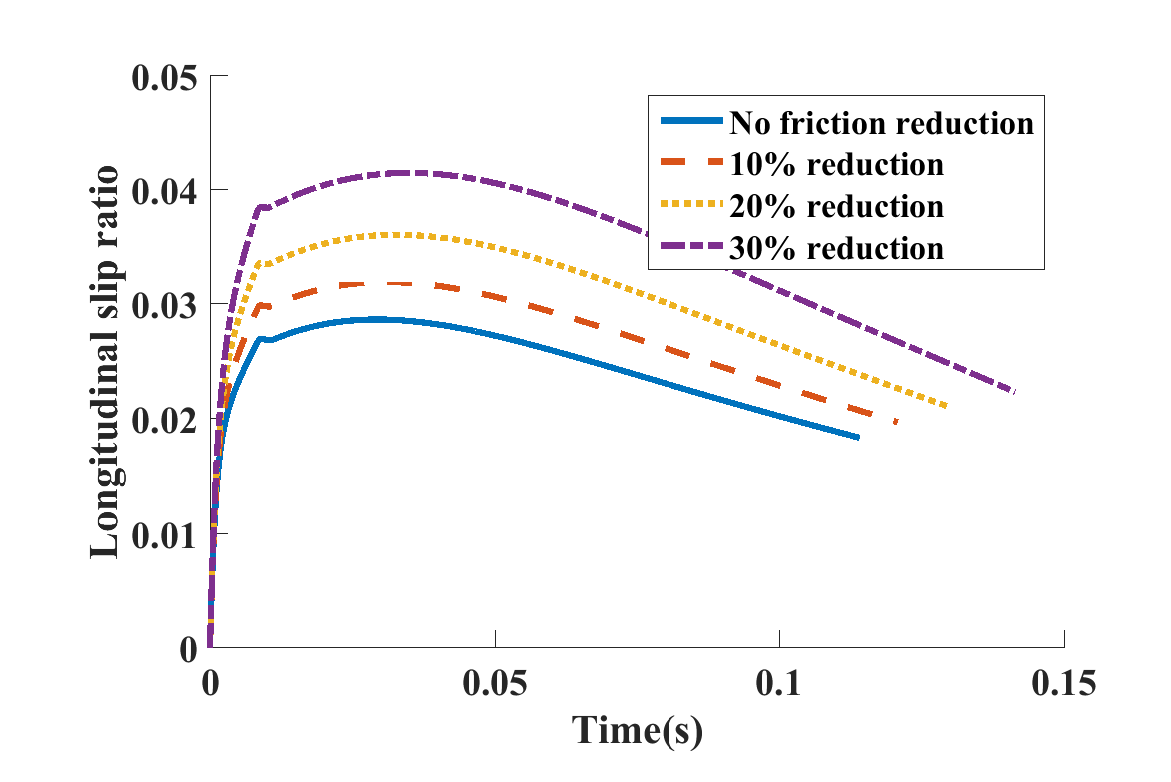 0.05
0.04
0.03
0.02
0.01
0
Longitudinal slip ratio
No friction reduction
10% reduction
20% reduction
30% reduction
0
0.05
0.1
0.15
Time(s)